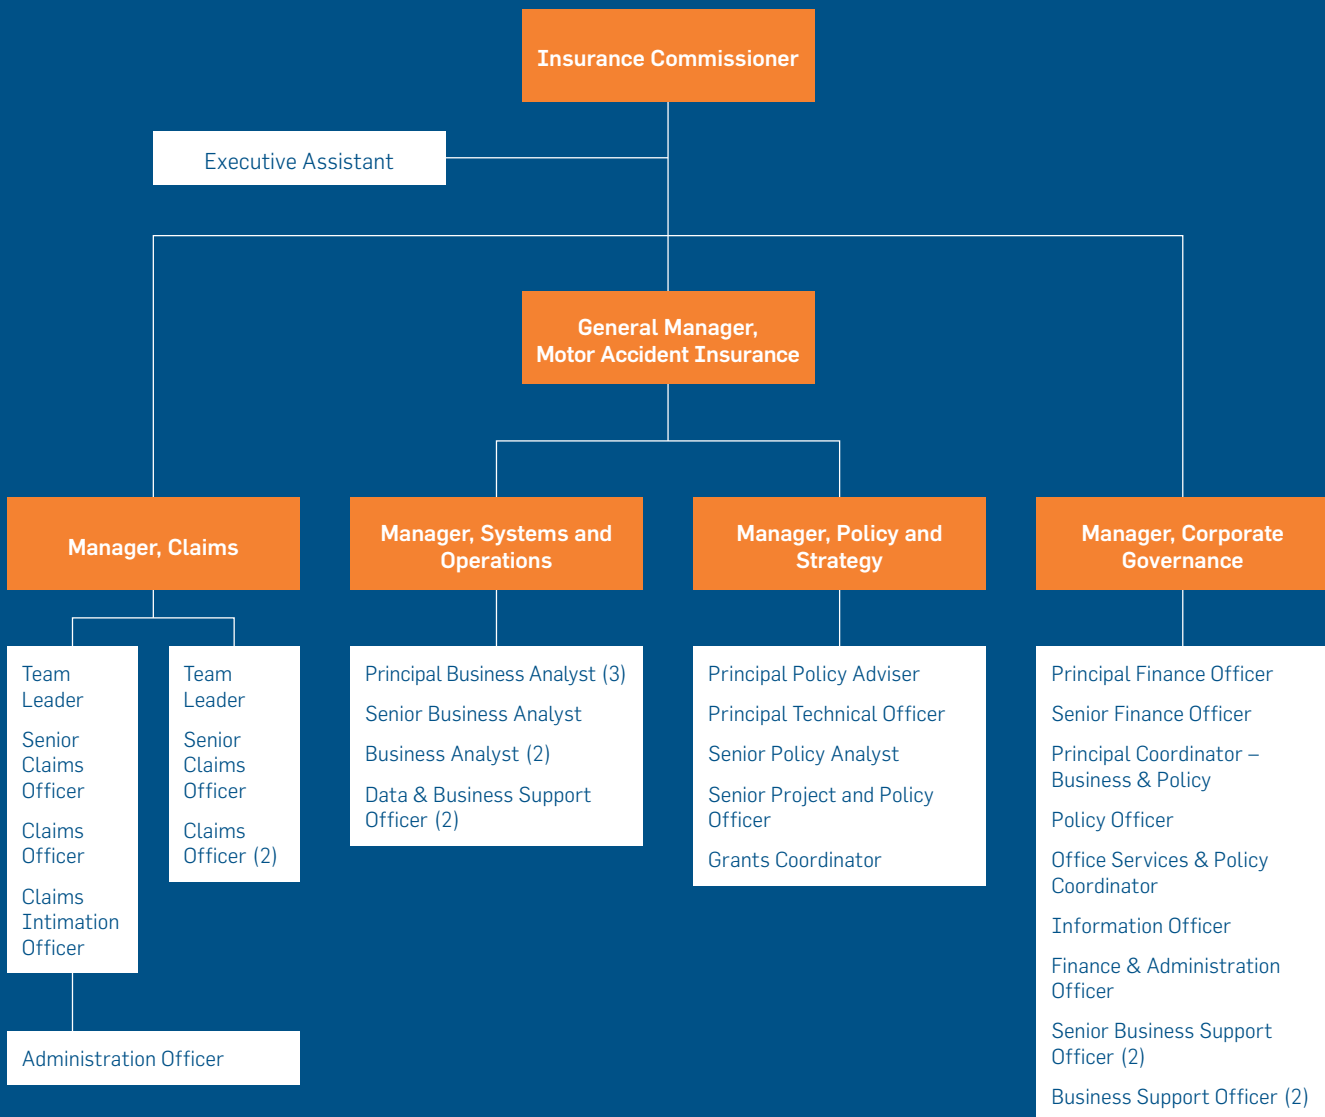 Insurance Commissioner
Executive Assistant
General Manager,
Motor Accident Insurance
Manager, Claims
Manager, Systems and
Operations
Manager, Policy and
Strategy
Manager, Corporate
Governance
Team
Leader
Senior
Claims
Officer
Claims
Officer
Claims
Intimation
Officer
Team
Leader
Senior
Claims
Officer
Claims
Officer (2)
Administration Officer
Principal Business Analyst (3)
Senior Business Analyst
Business Analyst (2)
Data & Business Support
Officer (2)
Principal Policy Adviser
Principal Technical Officer
Senior Policy Analyst
Senior Project and Policy
Officer
Grants Coordinator
Principal Finance Officer
Senior Finance Officer
Principal Coordinator –
Business & Policy
Policy Officer
Office Services & Policy
Coordinator
Information Officer
Finance & Administration
Officer
Senior Business Support
Officer (2)
Business Support Officer (2)